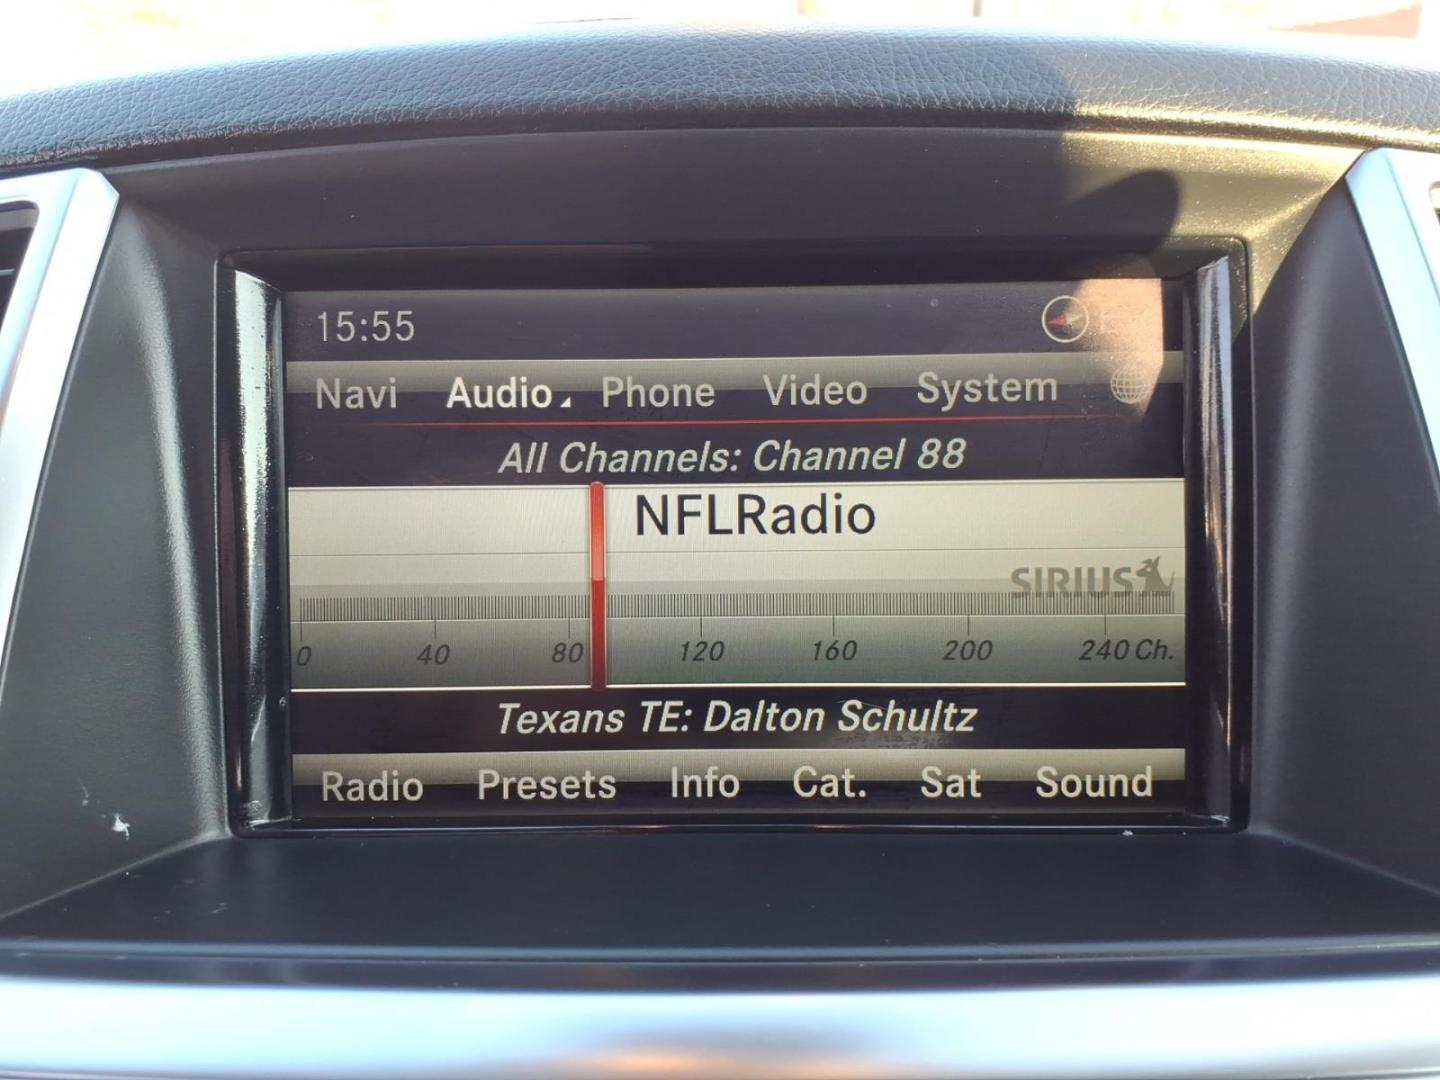 15:55
Navi Audio Phone Video System
All Channels: Channel 88
NFLRadio
SIRIUS
0 40 80 120 160 200 240 Ch.
Texans TE: Dalton Schultz
Radio Presets Info Cat. Sat Sound